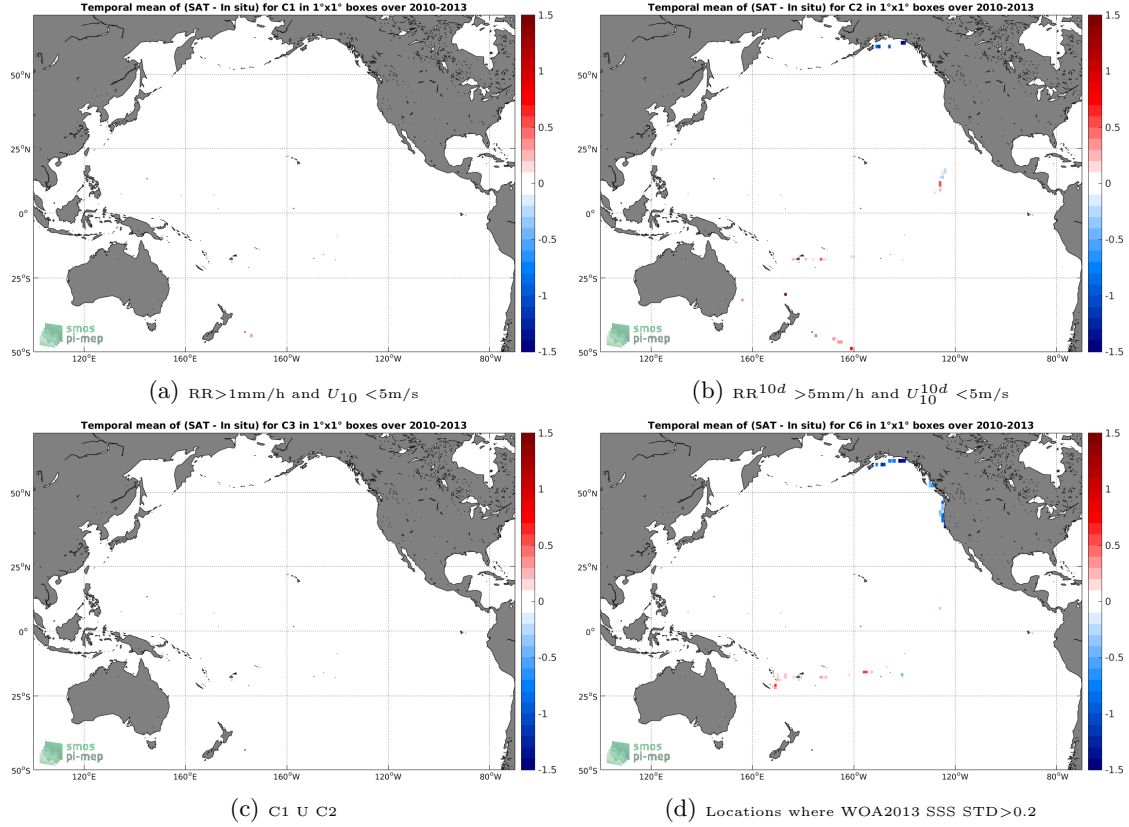 Temporal mean of (SAT - In situ) for C1 in 1°x1° boxes over 2010-2013
50°N
25°N
0°
25°S
50°S
120°E
160°E
160°W
120°W
80°W
1.5
1
0.5
0
-0.5
-1
-1.5
smos
pi-mep
(a) RR>1mm/h and U10 <5m/s
Temporal mean of (SAT - In situ) for C2 in 1°x1° boxes over 2010-2013
50°N
25°N
0°
25°S
50°S
120°E
160°E
160°W
120°W
80°W
1.5
1
0.5
0
-0.5
-1
-1.5
smos
pi-mep
(b) RR^10d >5mm/h and U10^10d <5m/s
Temporal mean of (SAT - In situ) for C3 in 1°x1° boxes over 2010-2013
50°N
25°N
0°
25°S
50°S
120°E
160°E
160°W
120°W
80°W
1.5
1
0.5
0
-0.5
-1
-1.5
smos
pi-mep
(c) C1 U C2
Temporal mean of (SAT - In situ) for C6 in 1°x1° boxes over 2010-2013
50°N
25°N
0°
25°S
50°S
120°E
160°E
160°W
120°W
80°W
1.5
1
0.5
0
-0.5
-1
-1.5
smos
pi-mep
(d) Locations where WOA2013 SSS STD>0.2